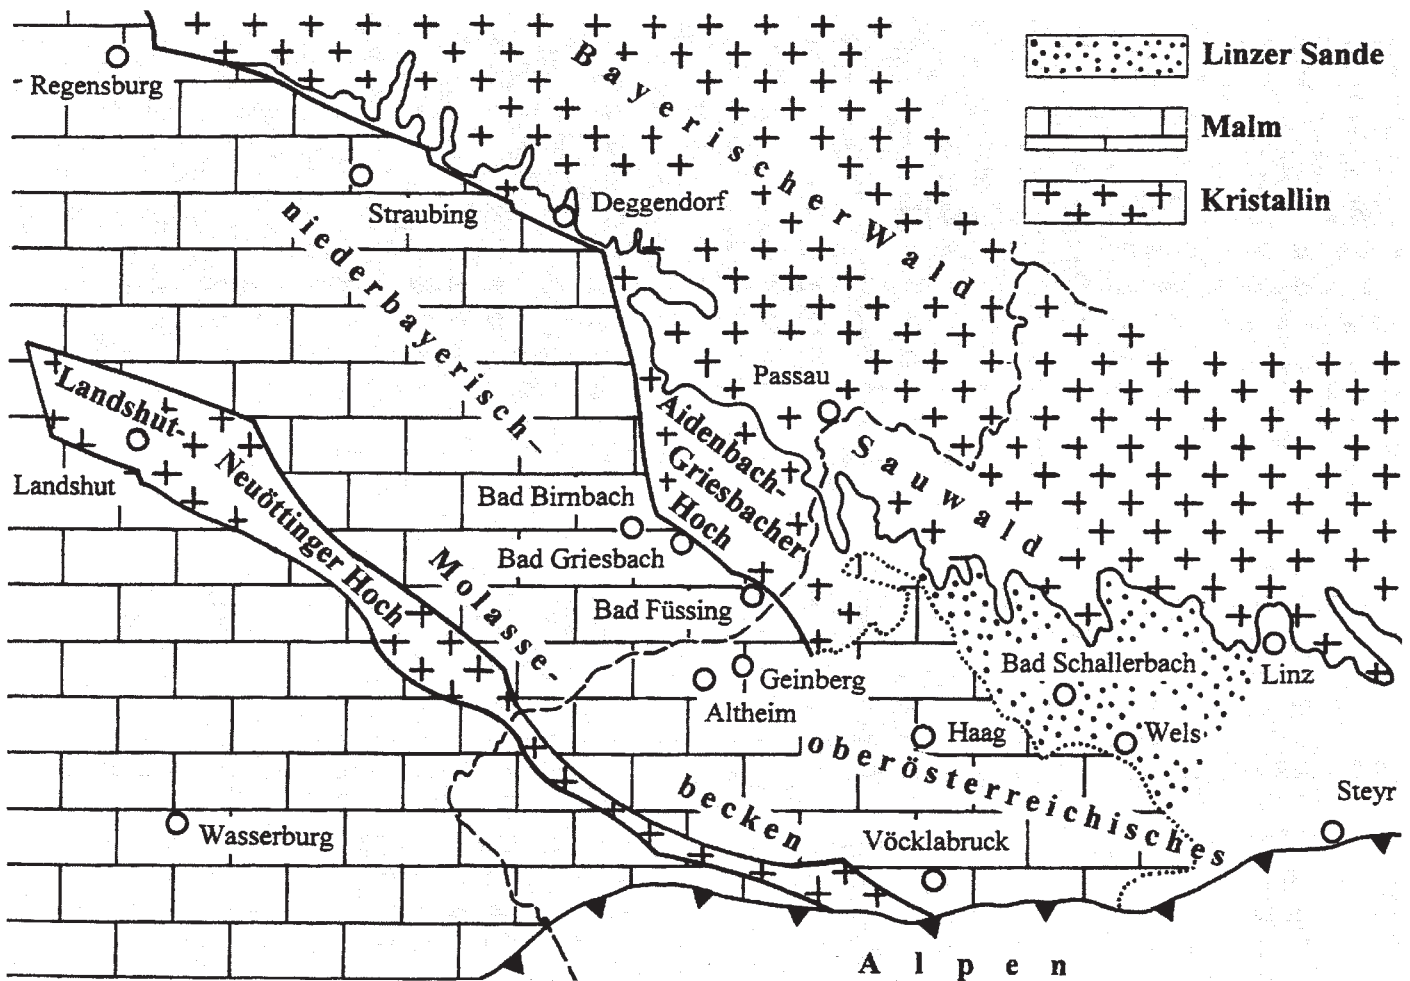 Linzer Sande
Malm
Kristallin
Regensburg
Bayerischer Wald
Straubing
Deggendorf
niederbayerisch-
Passau
Landshut-
Neuöttinger Hoch
Landshut
Aidenbach-
Griesbacher
Hoch
Sauwald
Bad Birnbach
Bad Griesbach
Bad Füssing
Molasse-
Geinberg
Altheim
Bad Schallerbach
Linz
Haag
Wels
oberösterreichisches
becken
Steyr
Wasserburg
Vöcklabruck
Alpen